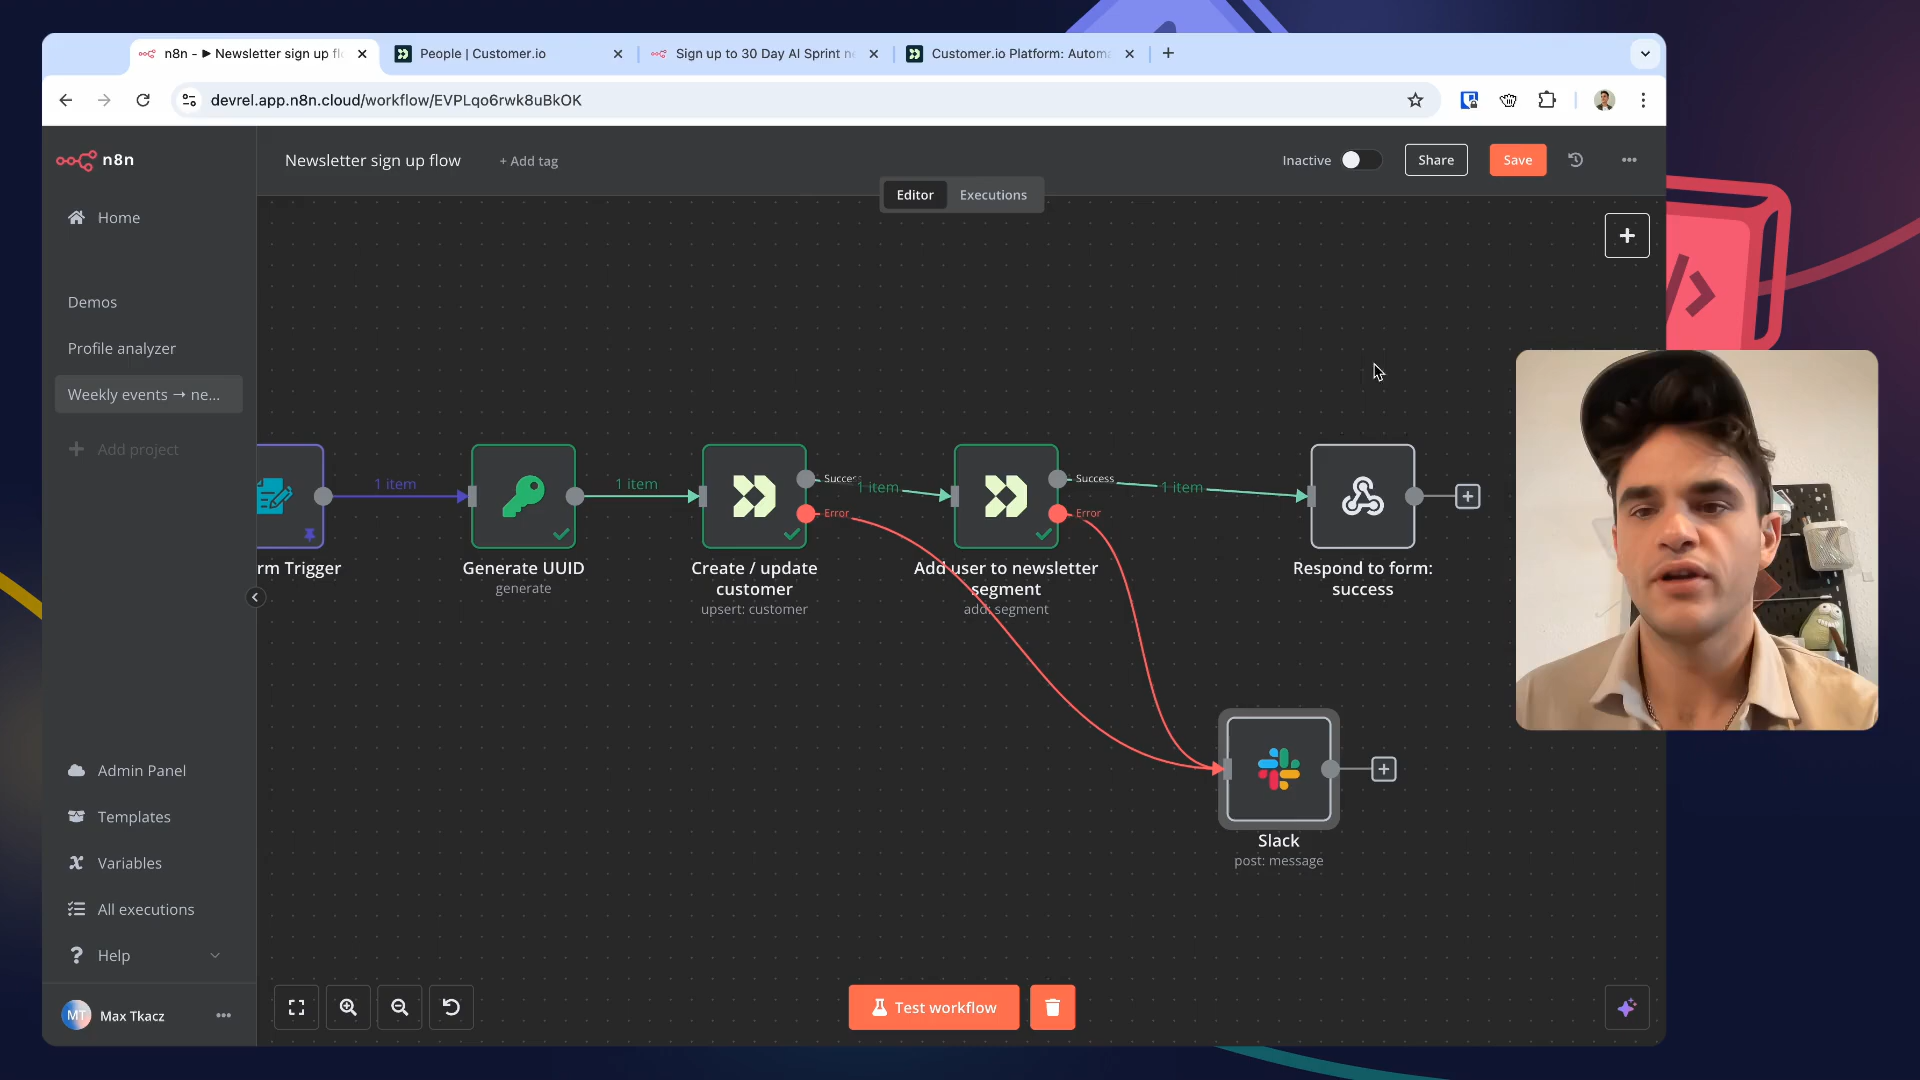 n8n - ▶ Newsletter sign up fl
People | Customer.io
Sign up to 30 Day AI Sprint ne
Customer.io Platform: Automa
devrel.app.n8n.cloud/workflow/EVPLqo6rwk8uBkOK
n8n
Newsletter sign up flow
+ Add tag
Inactive
Share
Save
Editor
Executions
Home
Demos
Profile analyzer
Weekly events → ne...
Add project
1 item
1 item
Success
1 item
Success
1 item
Error
Error
rm Trigger
Generate UUID
generate
Create / update
customer
upsert: customer
Add user to newsletter
segment
add: segment
Respond to form:
success
Slack
post: message
Admin Panel
Templates
Variables
All executions
Help
MT
Max Tkacz
Test workflow